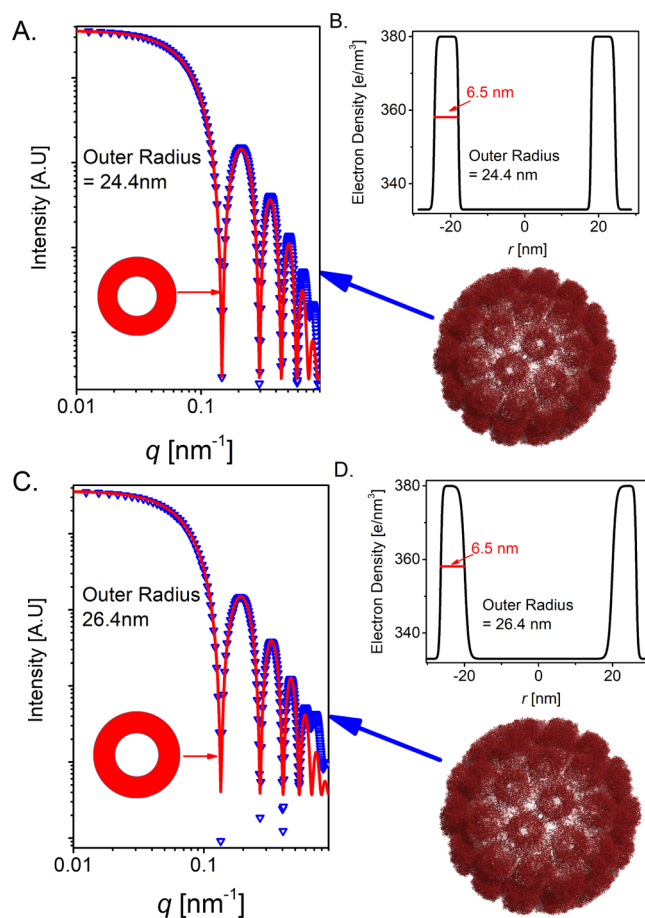 A.
Intensity [A.U]
Outer Radius
= 24.4nm
0.01
0.1
q [nm⁻¹]
B.
Electron Density [e/nm³]
380
360
340
6.5 nm
Outer Radius
= 24.4 nm
-20
0
20
r [nm]
C.
Intensity [A.U]
Outer Radius
26.4nm
0.01
0.1
q [nm⁻¹]
D.
Electron Density [e/nm³]
380
360
340
6.5 nm
Outer Radius
= 26.4 nm
-20
0
20
r [nm]